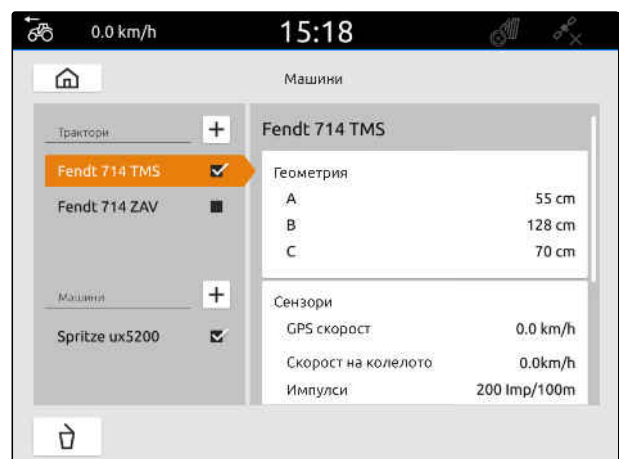 0.0 km/h 15:18
Машини
Трактори
Fendt 714 TMS
Fendt 714 ZAV
Машини
Spritze ux5200
Fendt 714 TMS
Геометрия
A 55 cm
B 128 cm
C 70 cm
Сензори
GPS скорост 0.0 km/h
Скорост на колелото 0.0km/h
Импулси 200 Imp/100m